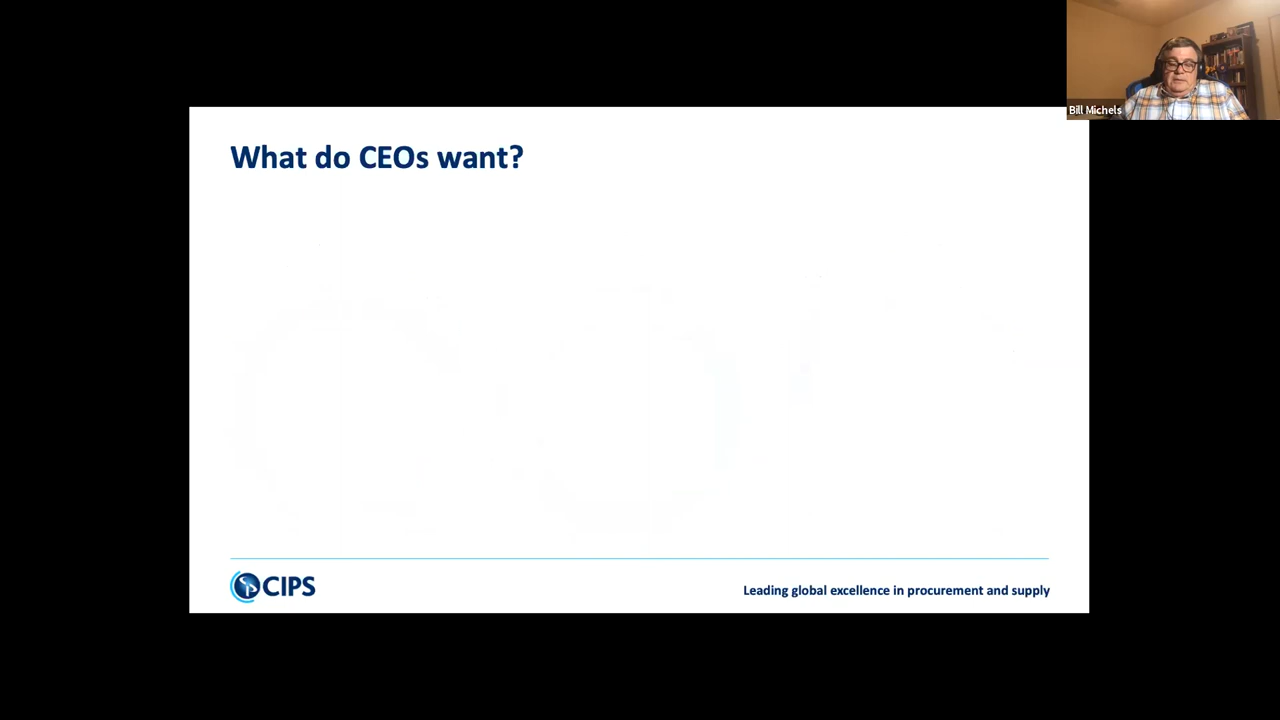 Bill Michels
What do CEOs want?
CIPS
Leading global excellence in procurement and supply